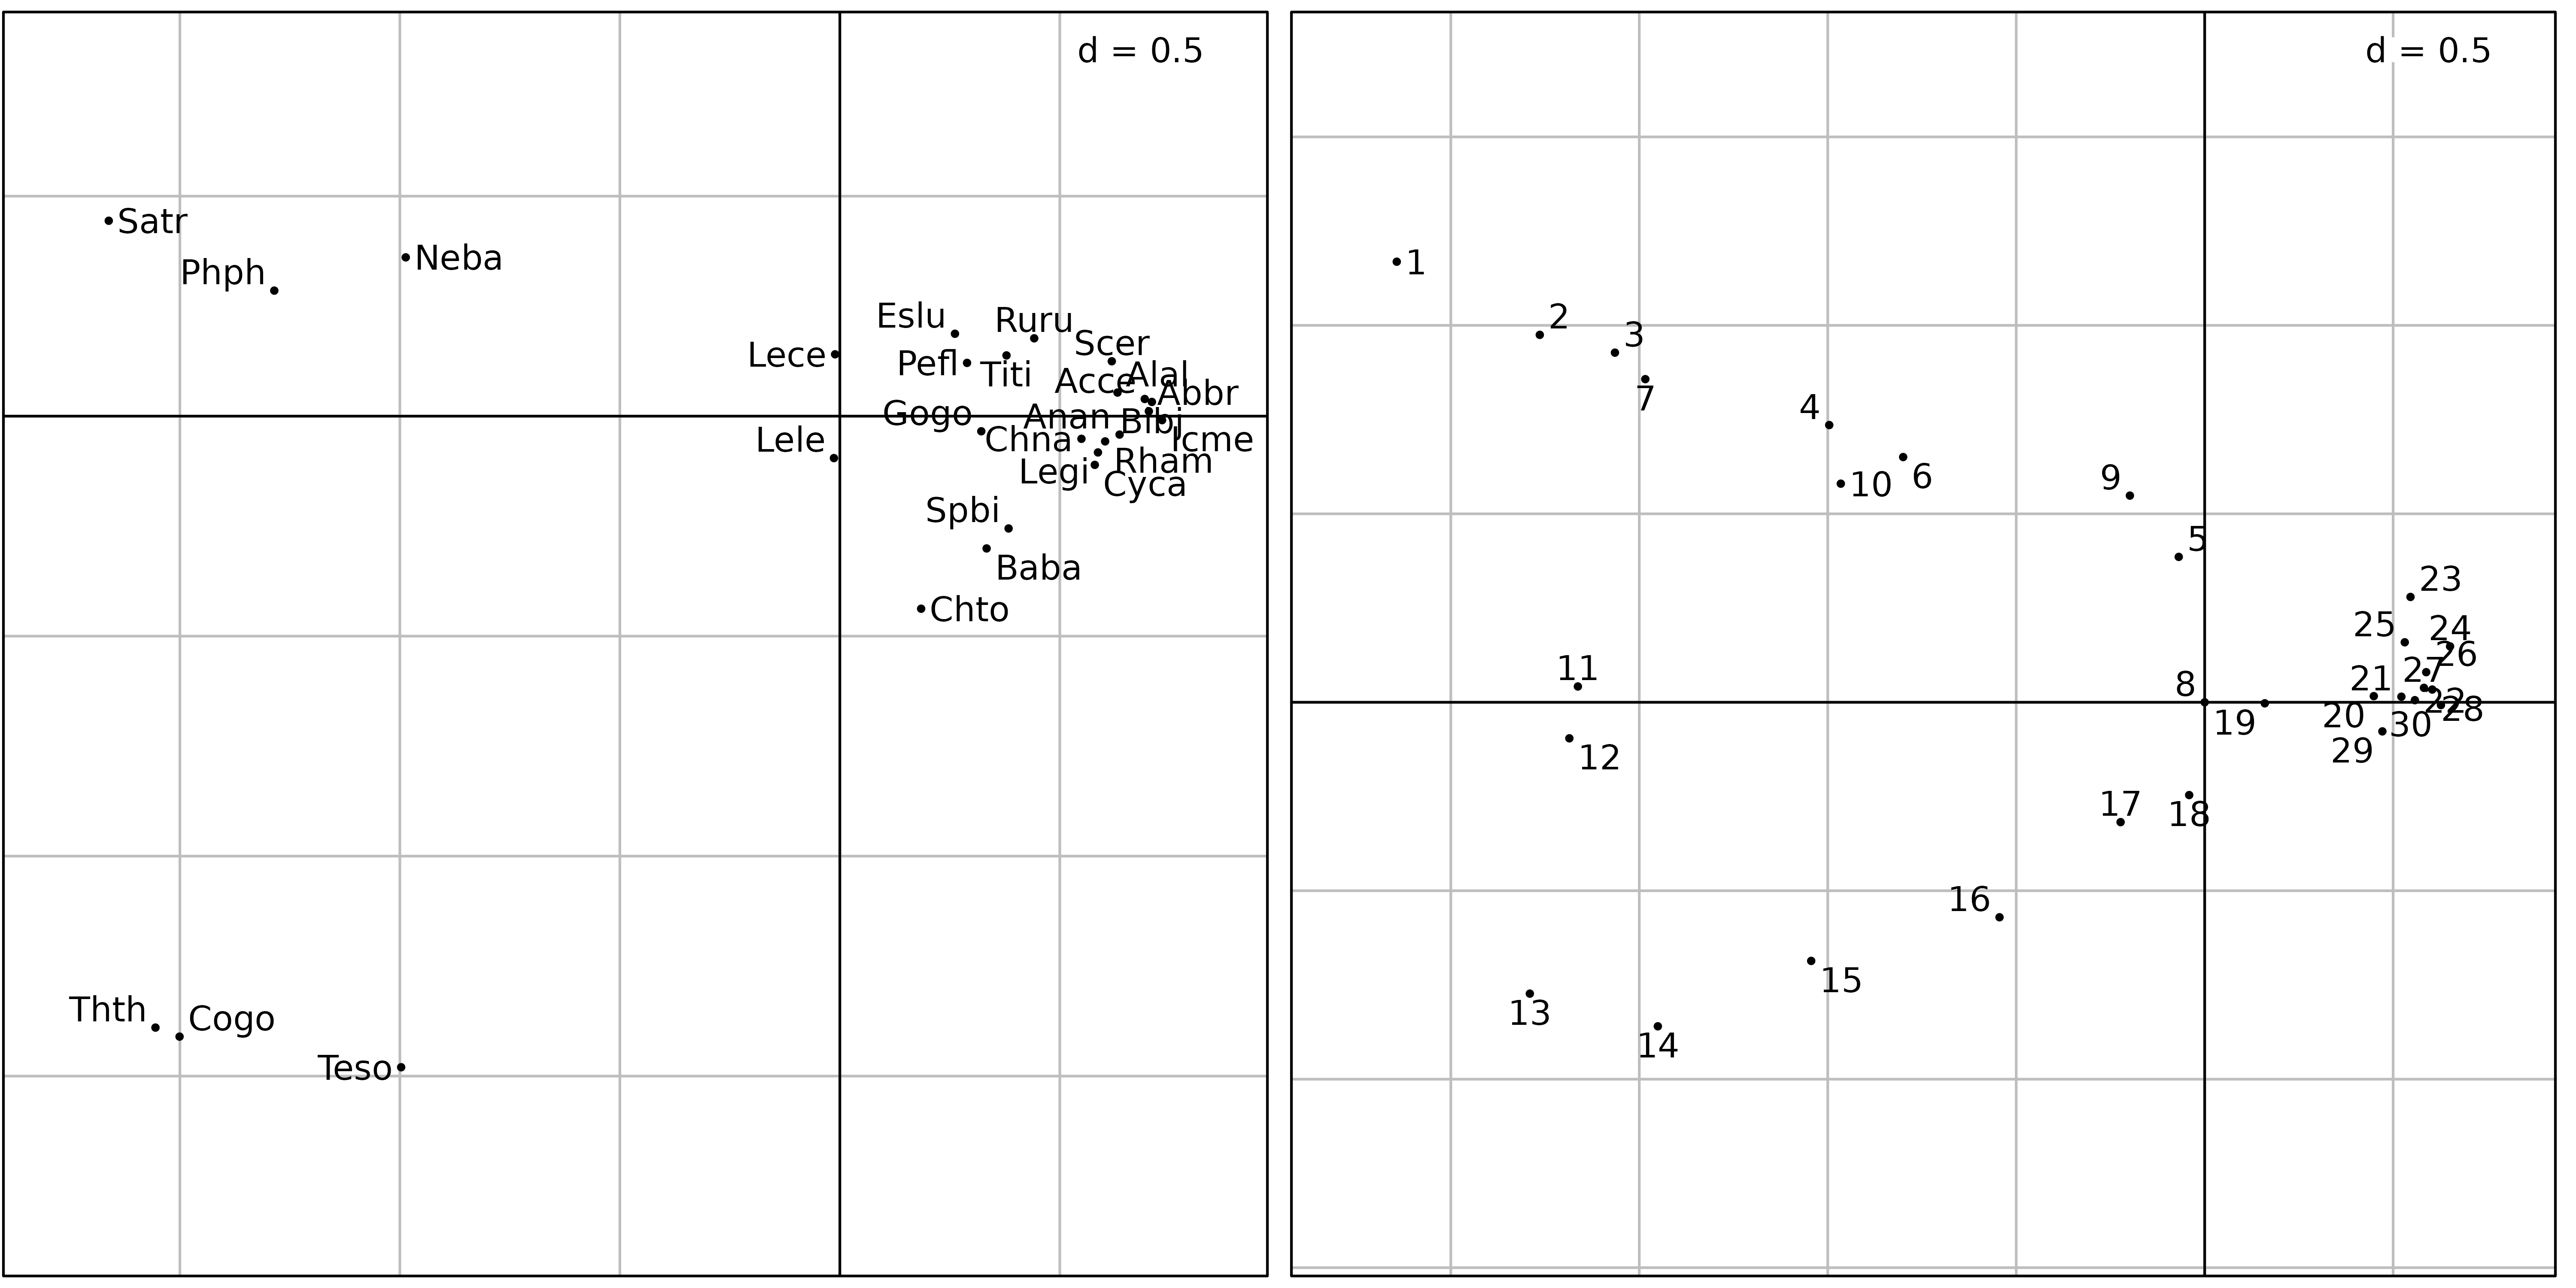 d = 0.5
Satr
Neba
Phph
Eslu
Ruru
Scer
Lece
Pefl
Titi
Acce
Alal
Abbr
Gogo
Anan
Blbj
Lele
Chna
Icme
Legi
Rham
Cyca
Spbi
Baba
Chto
Thth
Cogo
Teso
d = 0.5
1
2
3
7
4
10
6
9
5
23
25
24
26
11
27
21
8
22
28
12
19
20
30
29
17
18
16
15
13
14